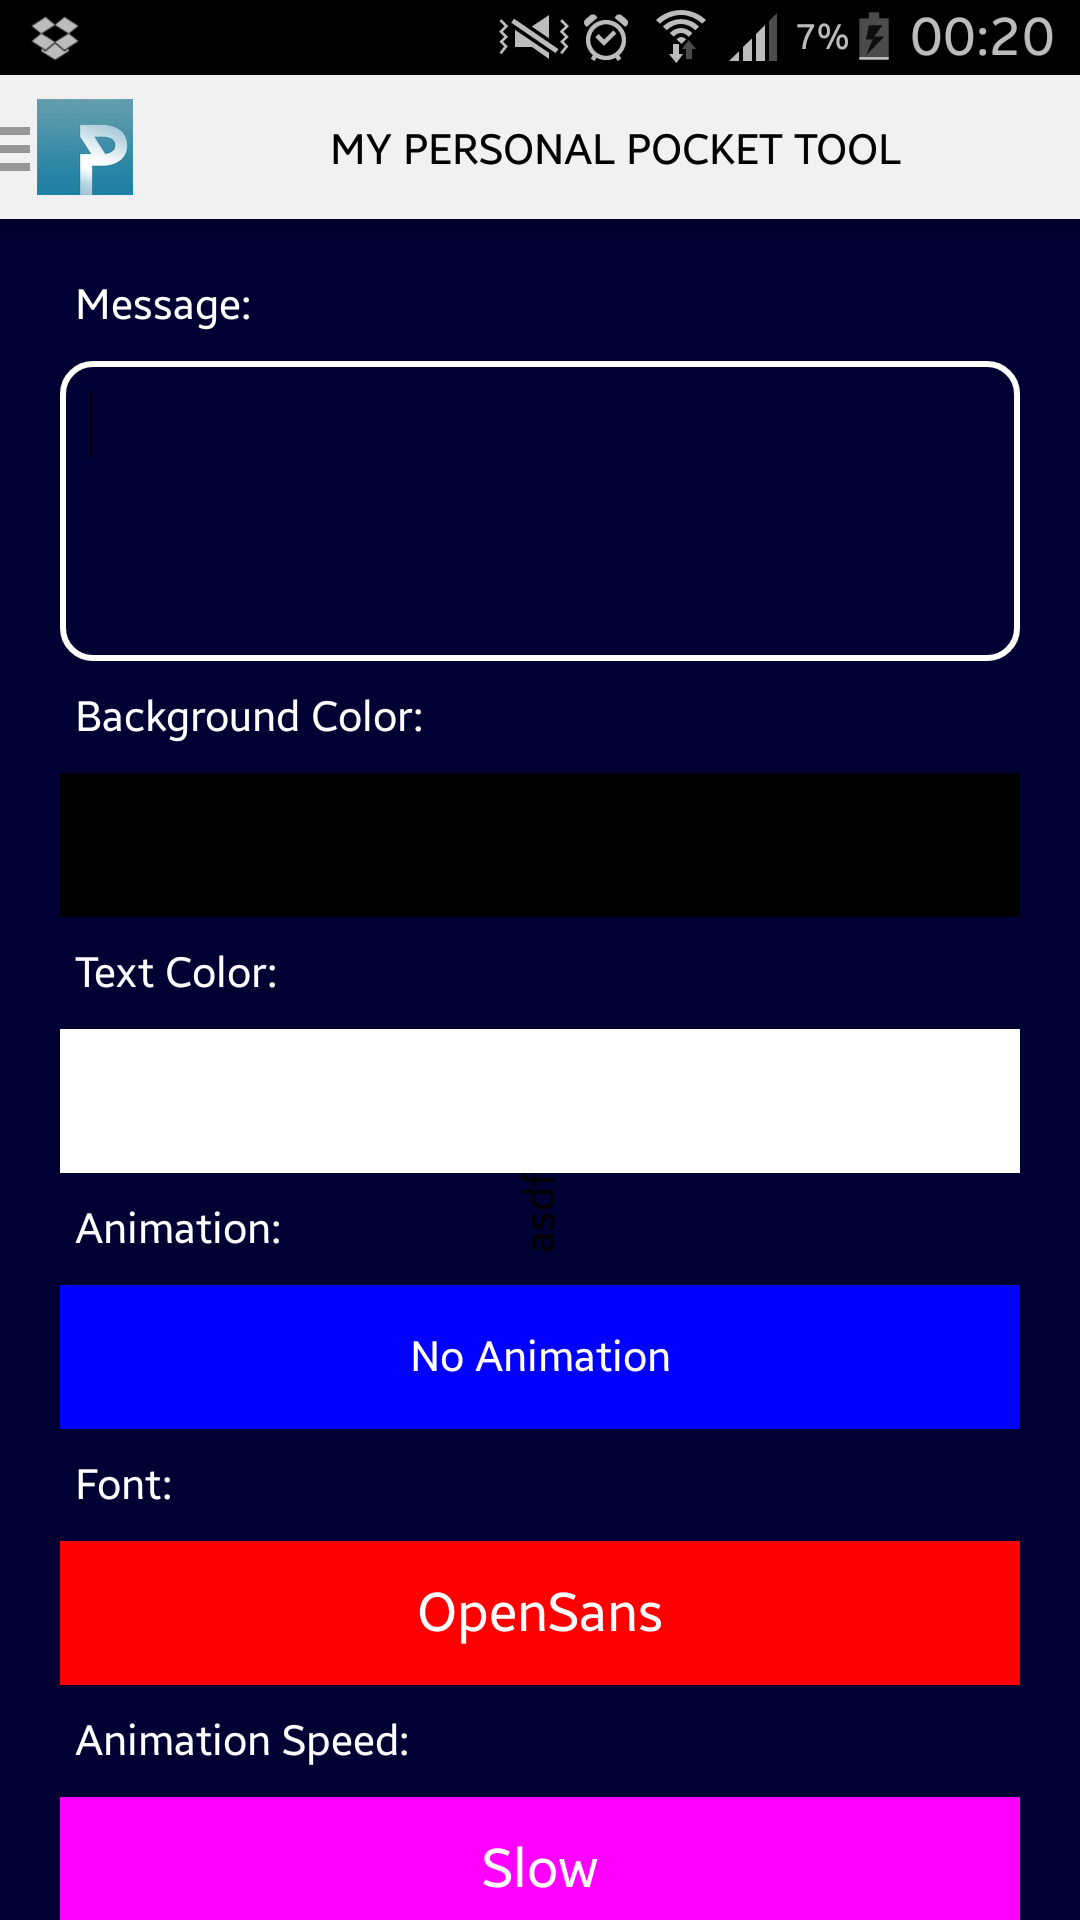 7% 00:20
MY PERSONAL POCKET TOOL
Message:
Background Color:
Text Color:
asdf
Animation:
No Animation
Font:
OpenSans
Animation Speed:
Slow